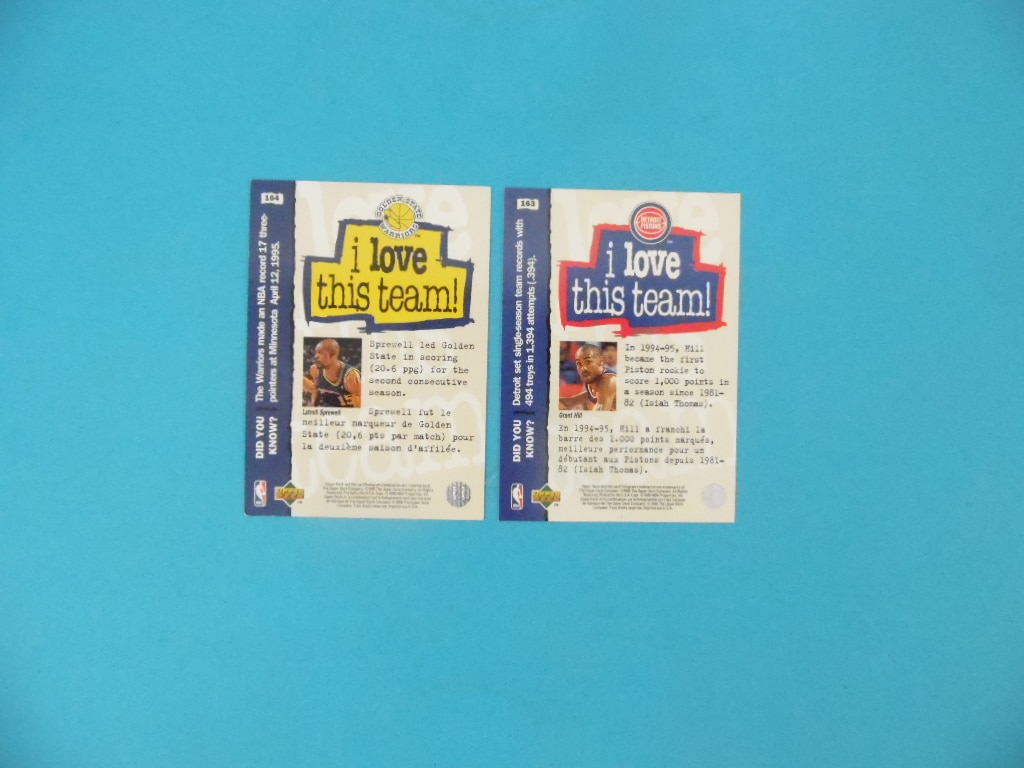 164
The Warriors made an NBA record 17 three-
pointers at Minnesota April 12, 1995.
DID YOU
KNOW?
GOLDEN STATE
WARRIORS
i love
this team!
Sprewell led Golden
State in scoring
(20.6 ppg) for the
second consecutive
season.
Latrell Sprewell
Sprewell fut le
meilleur marqueur de Golden
State (20,6 pts par match) pour
la deuxième saison d'affilée.
163
Detroit set single-season team records with
494 treys in 1,394 attempts (.394).
DID YOU
KNOW?
DETROIT
PISTONS
i love
this team!
In 1994-95, Hill
became the first
Piston rookie to
score 1,000 points in
a season since 1981-
82 (Isiah Thomas).
Grant Hill
En 1994-95, Hill a franchi la
barre des 1.000 points marqués,
meilleure performance pour un
débutant aux Pistons depuis 1981-
82 (Isiah Thomas).